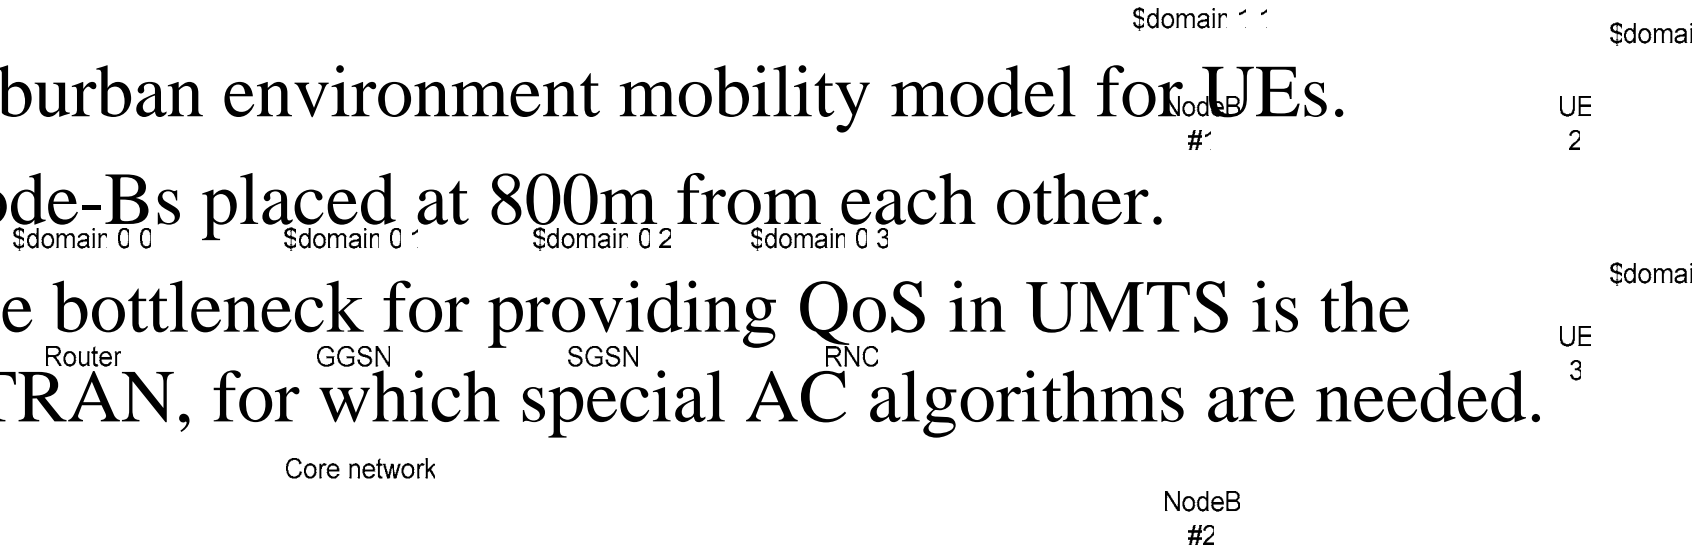 $domain 1 1
$domai
burban environment mobility model for UEs.
NodeB
#1
UE
2
ode-Bs placed at 800m from each other.
$domain 0 0
$domain 0 1
$domain 0 2
$domain 0 3
$domai
e bottleneck for providing QoS in UMTS is the
UE
3
Router
GGSN
SGSN
RNC
TRAN, for which special AC algorithms are needed.
Core network
NodeB
#2